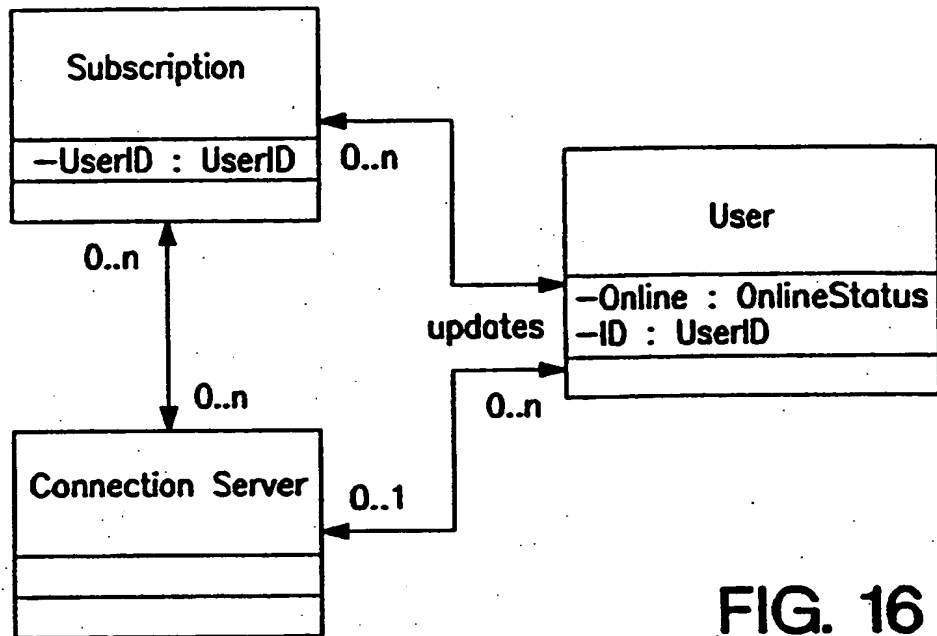 Subscription
–UserID : UserID
0..n
0..n
User
–Online : OnlineStatus
–ID : UserID
updates
0..n
0..n
Connection Server
0..1
FIG. 16